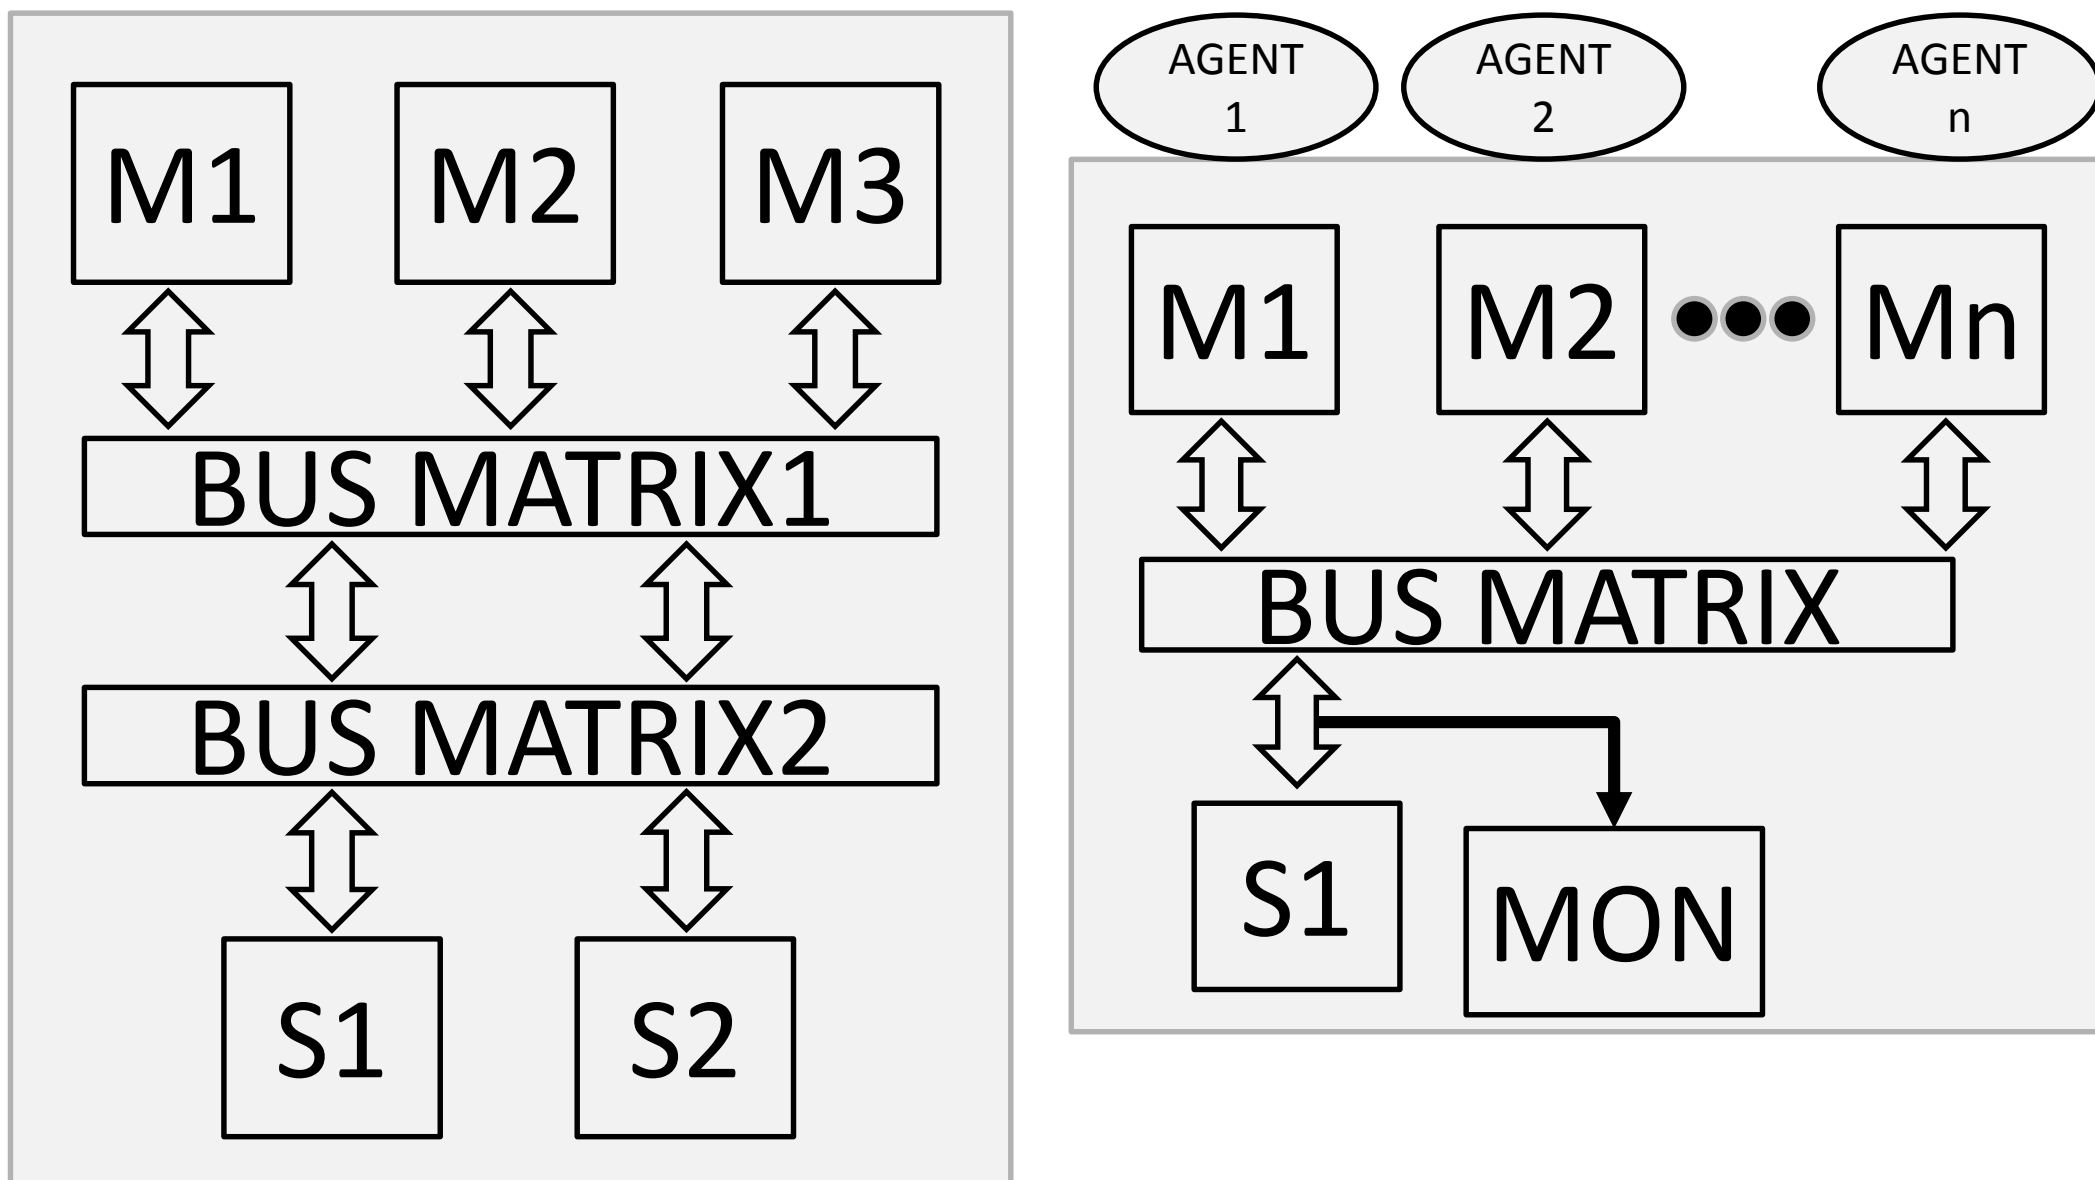 M1
M2
M3
BUS MATRIX1
BUS MATRIX2
S1
S2
AGENT
1
AGENT
2
AGENT
n
M1
M2
Mn
BUS MATRIX
S1
MON